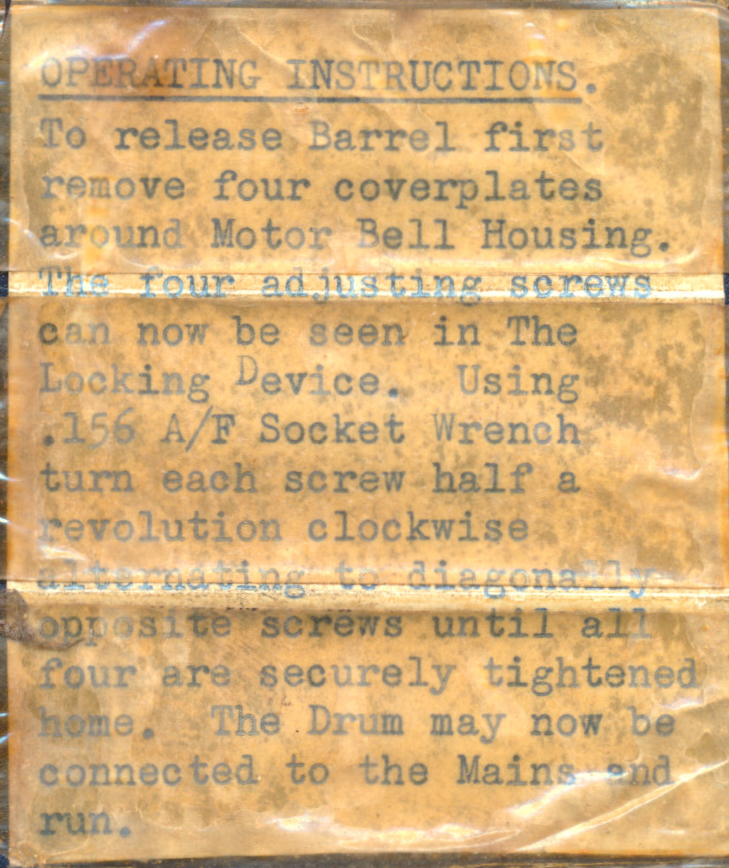 OPERATING INSTRUCTIONS.
To release Barrel first
remove four coverplates
around Motor Bell Housing.
The four adjusting screws
can now be seen in The
Locking Device.  Using
.156 A/F Socket Wrench
turn each screw half a
revolution clockwise
alternating to diagonally
opposite screws until all
four are securely tightened
home.  The Drum may now be
connected to the Mains and
run.